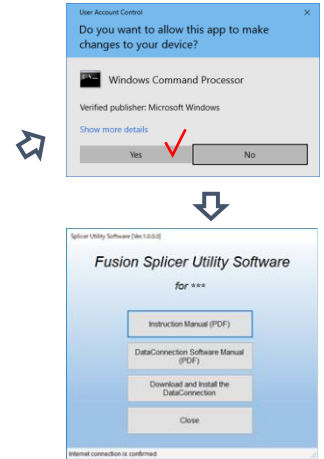 User Account Control
Do you want to allow this app to make
changes to your device?
Windows Command Processor
Verified publisher: Microsoft Windows
Show more details
Yes
No
Splicer Utility Software [Ver.1.0.0.0]
Fusion Splicer Utility Software
for ***
Instruction Manual (PDF)
DataConnection Software Manual
(PDF)
Download and Install the
DataConnection
Close
Internet connection is confirmed